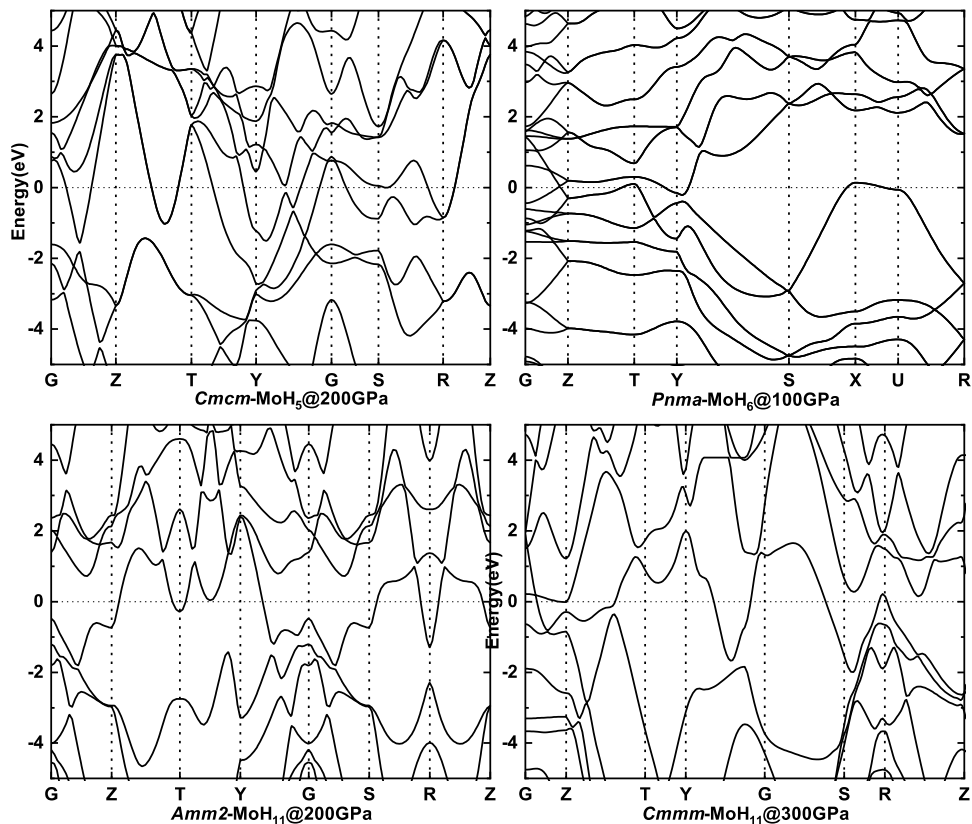 4
2
0
-2
-4
Energy(eV)
G Z T Y G S R Z
Cmcm-MoH5@200GPa
4
2
0
-2
-4
G Z T Y S X U R
Pnma-MoH6@100GPa
4
2
0
-2
-4
G Z T Y G S R Z
Amm2-MoH11@200GPa
4
2
0
-2
-4
Energy(eV)
G Z T Y G S R Z
Cmmm-MoH11@300GPa